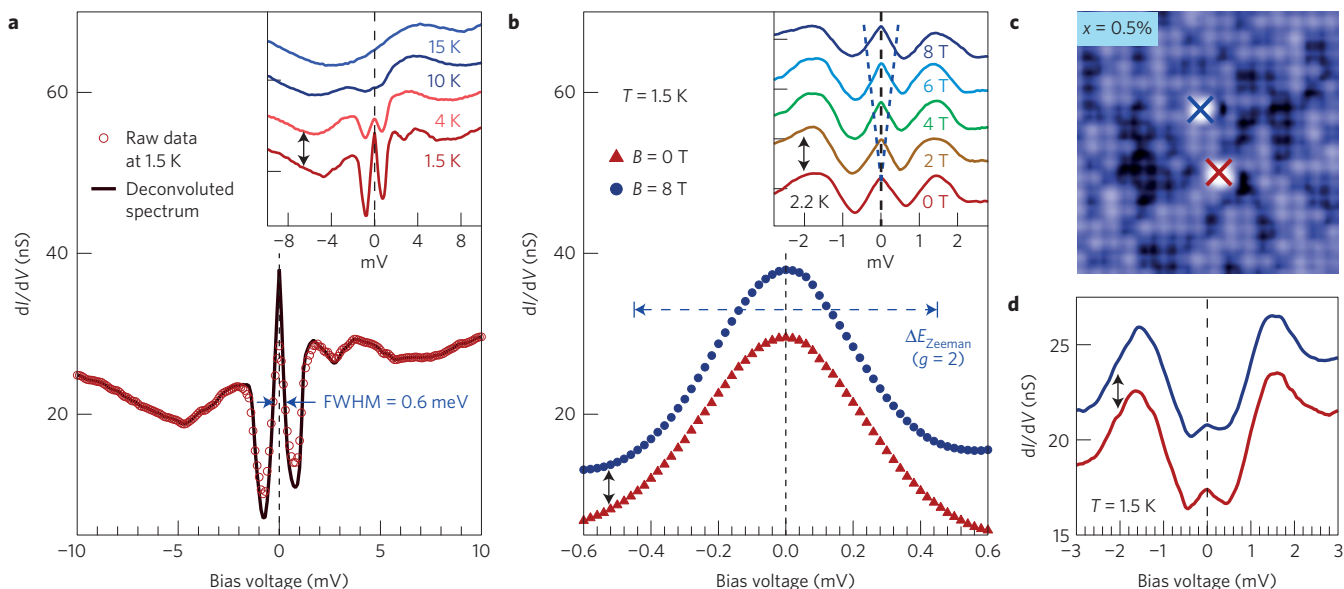 a
dI/dV (nS)
60
40
20
Raw data
at 1.5 K
Deconvoluted
spectrum
15 K
10 K
4 K
1.5 K
−8 −4 0 4 8
mV
FWHM = 0.6 meV
−10 −5 0 5 10
Bias voltage (mV)
b
dI/dV (nS)
60
40
20
T = 1.5 K
B = 0 T
B = 8 T
8 T
6 T
4 T
2 T
0 T
2.2 K
−2 −1 0 1 2
mV
ΔE_Zeeman
(g = 2)
−0.6 −0.4 −0.2 0.0 0.2 0.4 0.6
Bias voltage (mV)
c
x = 0.5%
d
dI/dV (nS)
25
20
15
T = 1.5 K
−3 −2 −1 0 1 2 3
Bias voltage (mV)